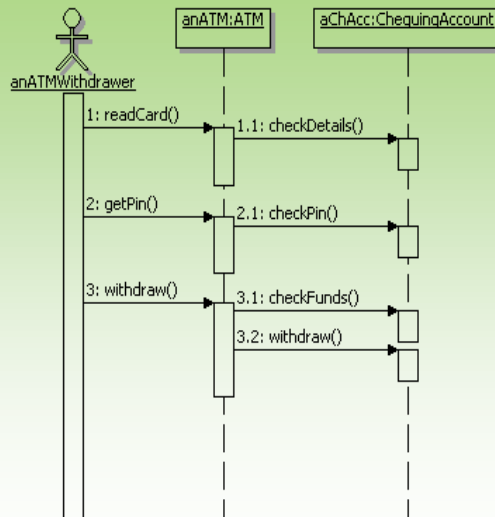 anATM:ATM
aChAcc:ChequingAccount
anATMWithdrawer
1: readCard()
1.1: checkDetails()
2: getPin()
2.1: checkPin()
3: withdraw()
3.1: checkFunds()
3.2: withdraw()